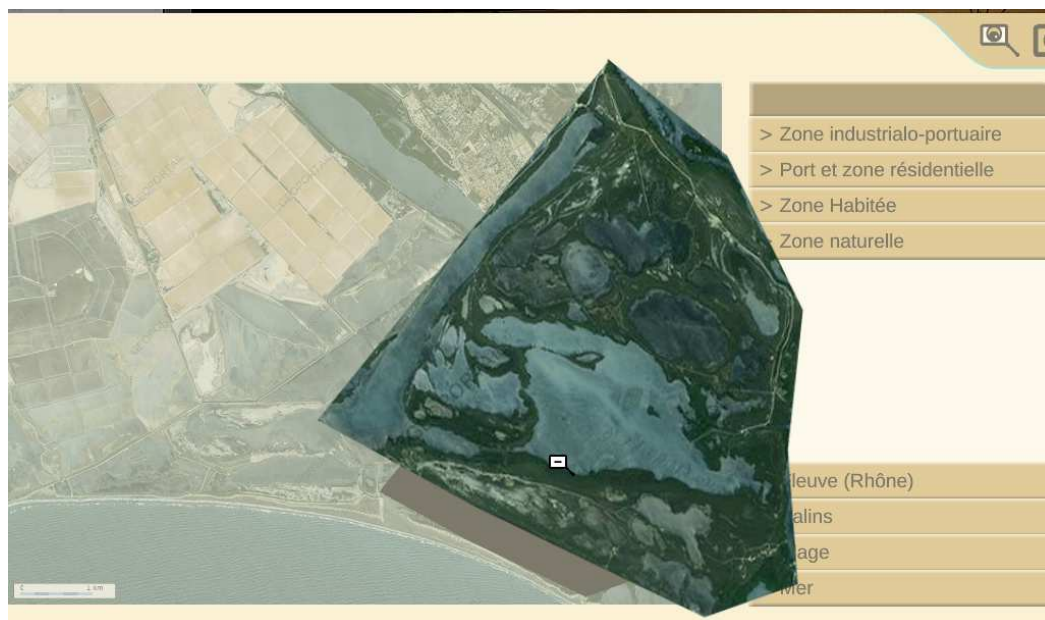 > Zone industrialo-portuaire
> Port et zone résidentielle
> Zone Habitée
Zone naturelle
leuve (Rhône)
alins
age
Mer